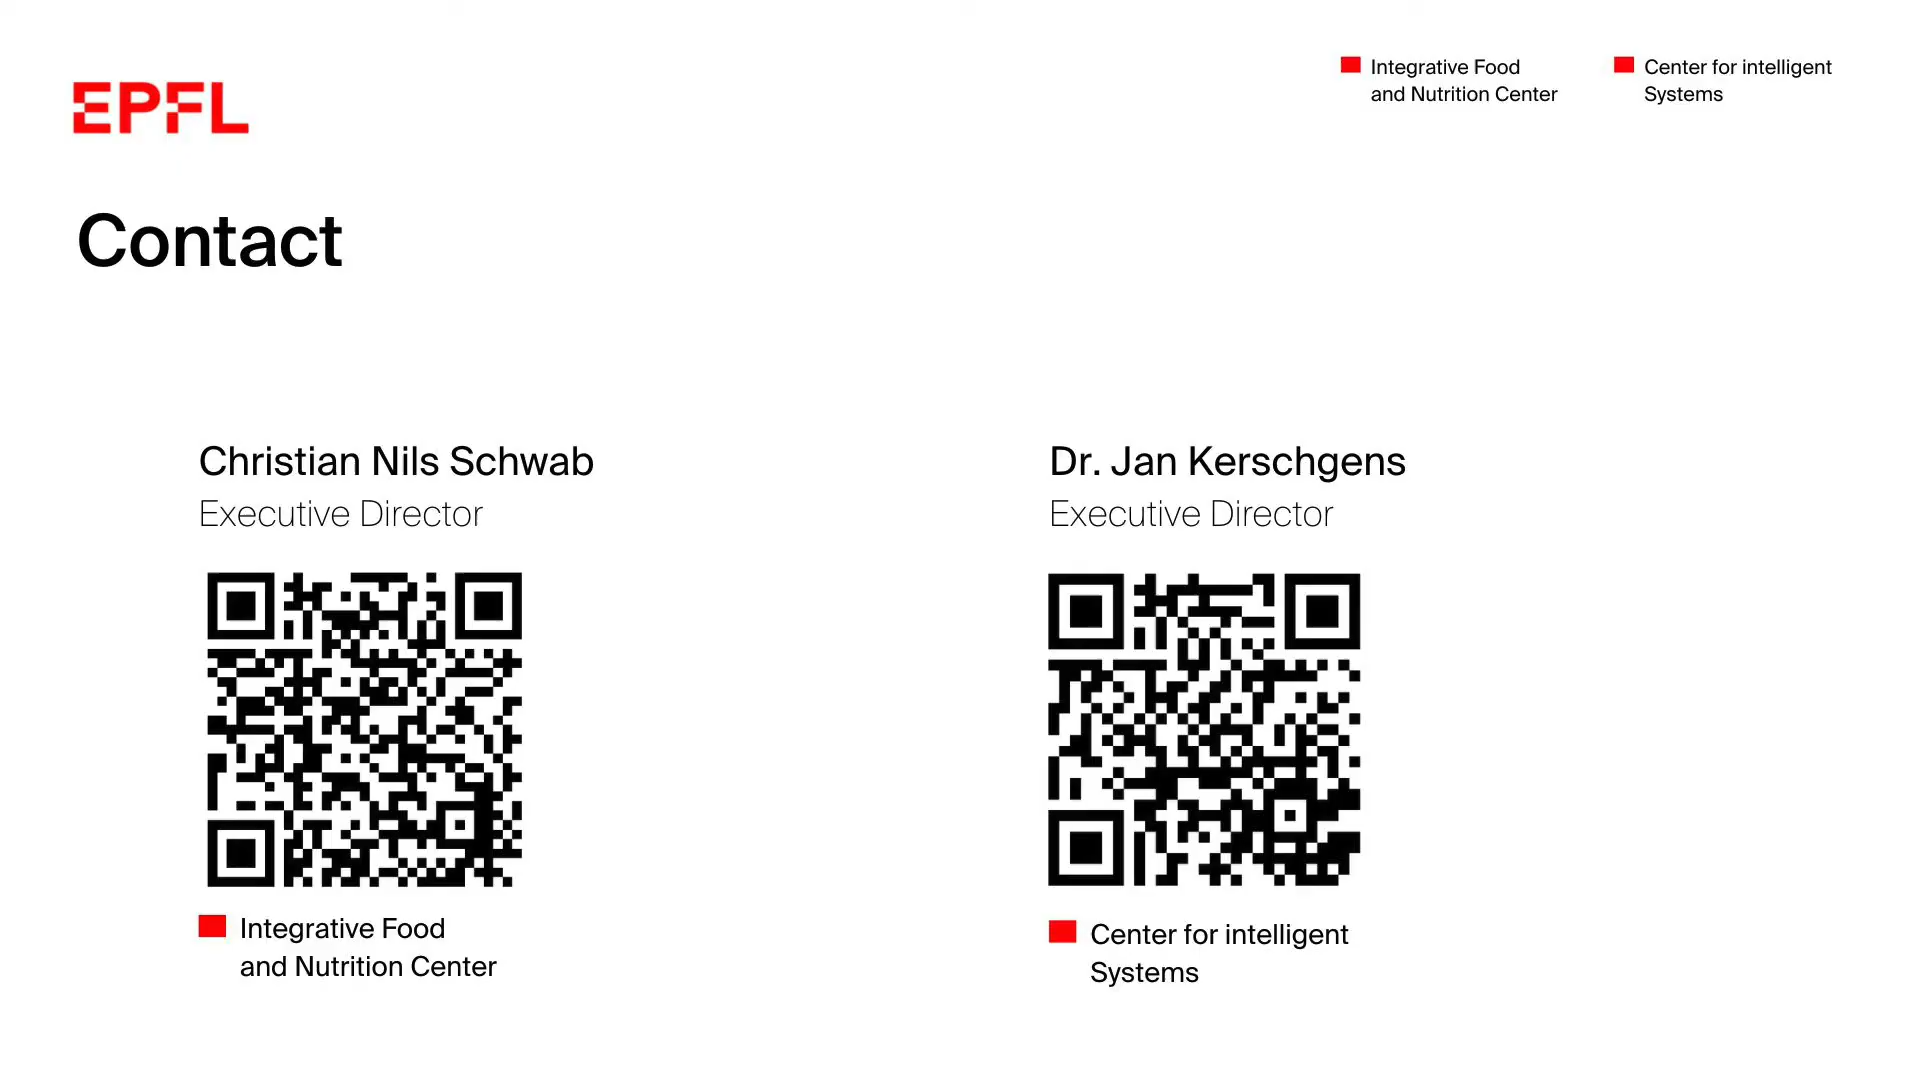 EPFL
Integrative Food
and Nutrition Center
Center for intelligent
Systems
Contact
Christian Nils Schwab
Executive Director
Integrative Food
and Nutrition Center
Dr. Jan Kerschgens
Executive Director
Center for intelligent
Systems